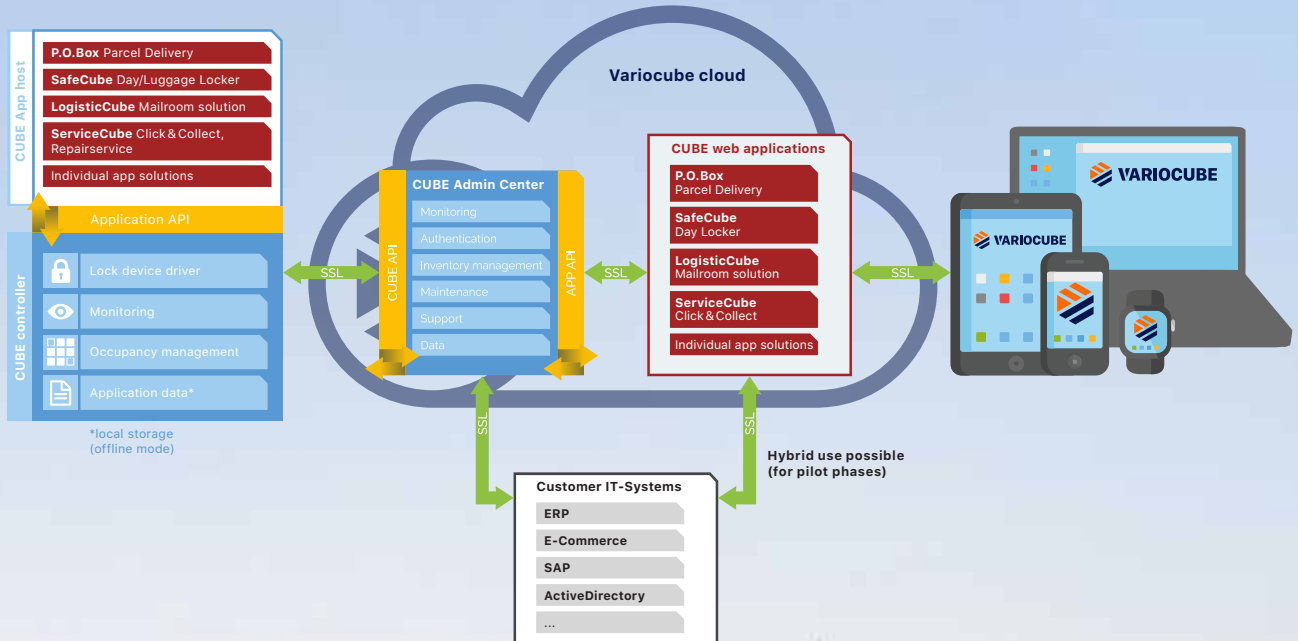 CUBE App host
P.O.Box Parcel Delivery
SafeCube Day/Luggage Locker
LogisticCube Mailroom solution
ServiceCube Click & Collect,
Repairservice
Individual app solutions
Application API
CUBE controller
Lock device driver
Monitoring
Occupancy management
Application data*
*local storage
(offline mode)
SSL
Variocube cloud
CUBE API
CUBE Admin Center
Monitoring
Authentication
Inventory management
Maintenance
Support
Data
APP API
SSL
CUBE web applications
P.O.Box
Parcel Delivery
SafeCube
Day Locker
LogisticCube
Mailroom solution
ServiceCube
Click & Collect
Individual app solutions
SSL
VARIOCUBE
VARIOCUBE
SSL
SSL
Hybrid use possible
(for pilot phases)
Customer IT-Systems
ERP
E-Commerce
SAP
ActiveDirectory
...